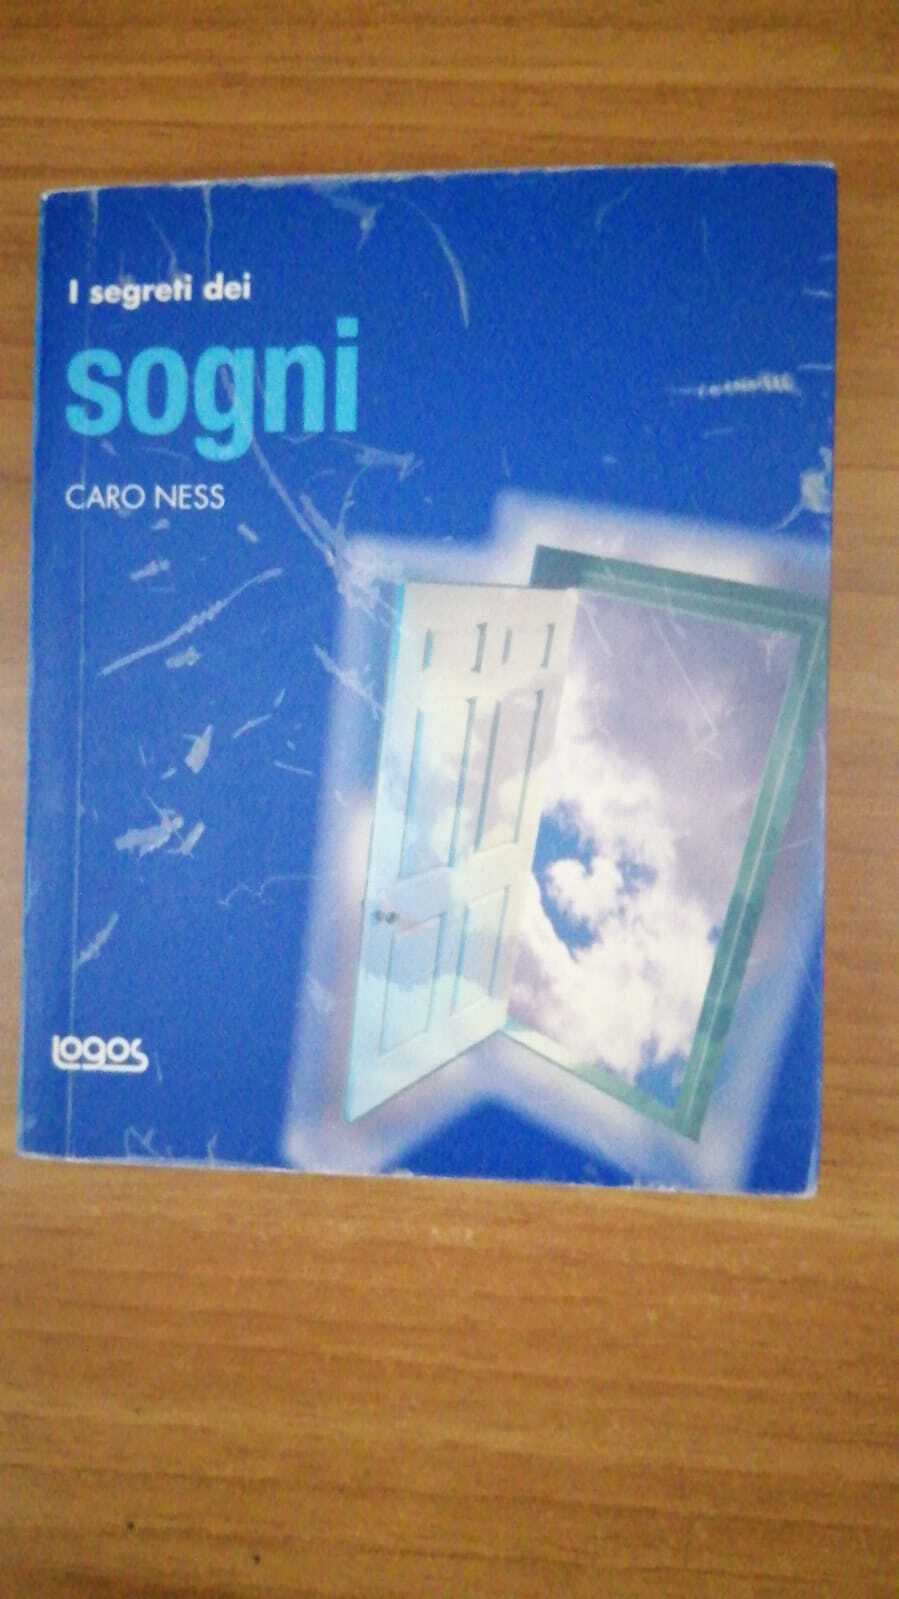 I segreti dei
sogni
CARO NESS
Logos